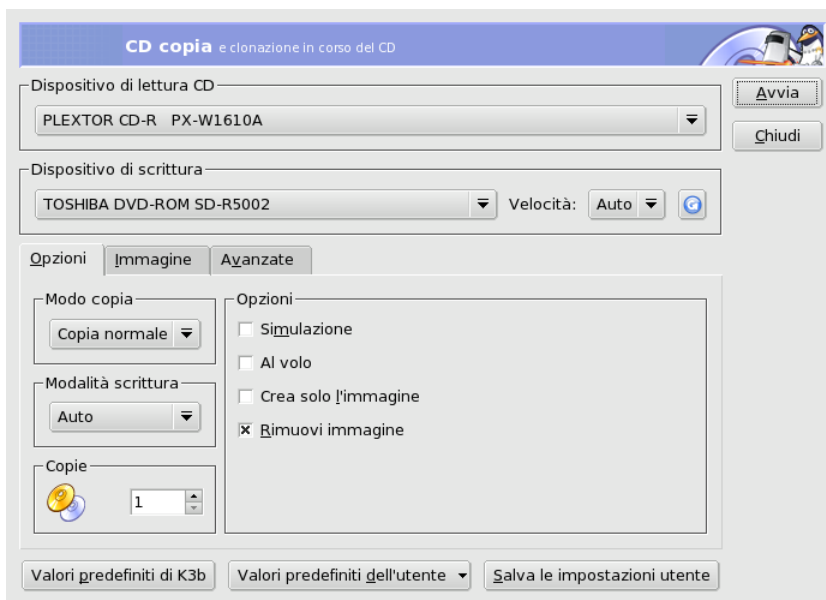 CD copia e clonazione in corso del CD
Dispositivo di lettura CD
PLEXTOR CD-R PX-W1610A
Avvia
Chiudi
Dispositivo di scrittura
TOSHIBA DVD-ROM SD-R5002
Velocità: Auto
Opzioni Immagine Avanzate
Modo copia
Copia normale
Modalità scrittura
Auto
Copie
1
Opzioni
Simulazione
Al volo
Crea solo l'immagine
Rimuovi immagine
Valori predefiniti di K3b Valori predefiniti dell'utente Salva le impostazioni utente